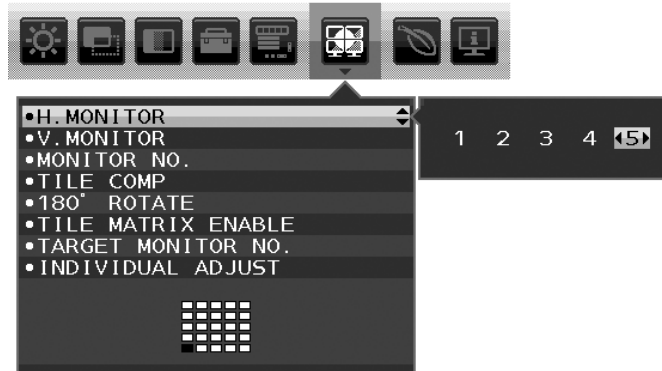 •H.MONITOR
1 2 3 4 5
•V.MONITOR
•MONITOR NO.
•TILE COMP
•180° ROTATE
•TILE MATRIX ENABLE
•TARGET MONITOR NO.
•INDIVIDUAL ADJUST